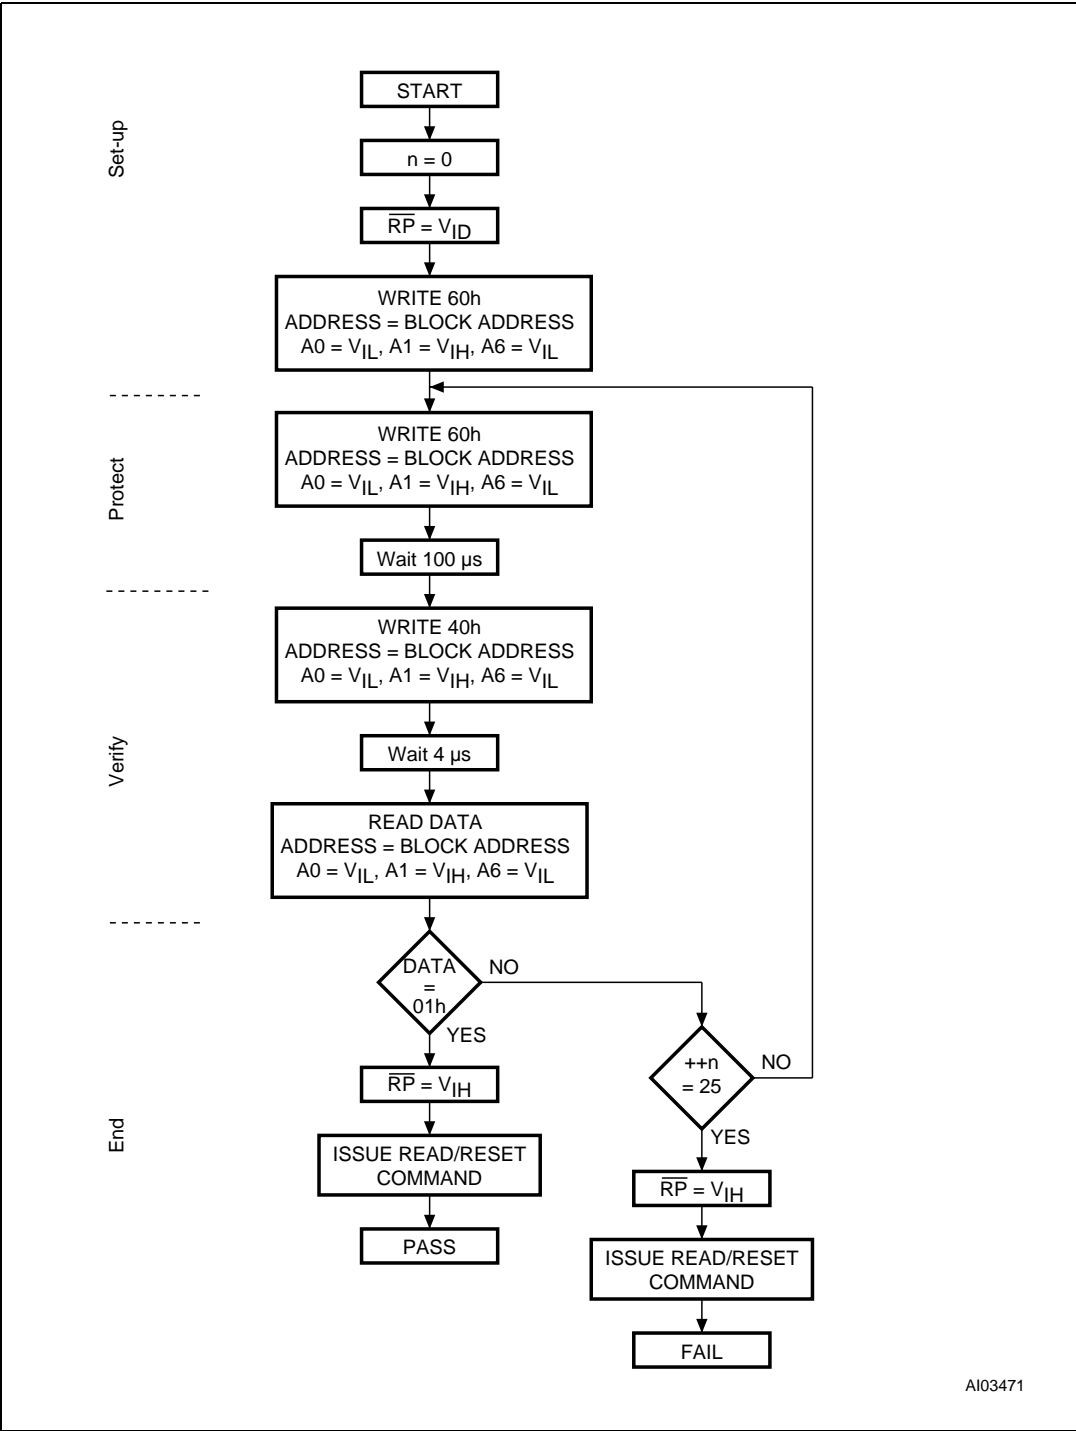 START
Set-up
n = 0
R̅P̅ = VID
WRITE 60h
ADDRESS = BLOCK ADDRESS
A0 = VIL, A1 = VIH, A6 = VIL
Protect
WRITE 60h
ADDRESS = BLOCK ADDRESS
A0 = VIL, A1 = VIH, A6 = VIL
Wait 100 µs
Verify
WRITE 40h
ADDRESS = BLOCK ADDRESS
A0 = VIL, A1 = VIH, A6 = VIL
Wait 4 µs
READ DATA
ADDRESS = BLOCK ADDRESS
A0 = VIL, A1 = VIH, A6 = VIL
End
DATA
=
01h
NO
YES
++n
= 25
NO
YES
R̅P̅ = VIH
ISSUE READ/RESET
COMMAND
PASS
R̅P̅ = VIH
ISSUE READ/RESET
COMMAND
FAIL
AI03471